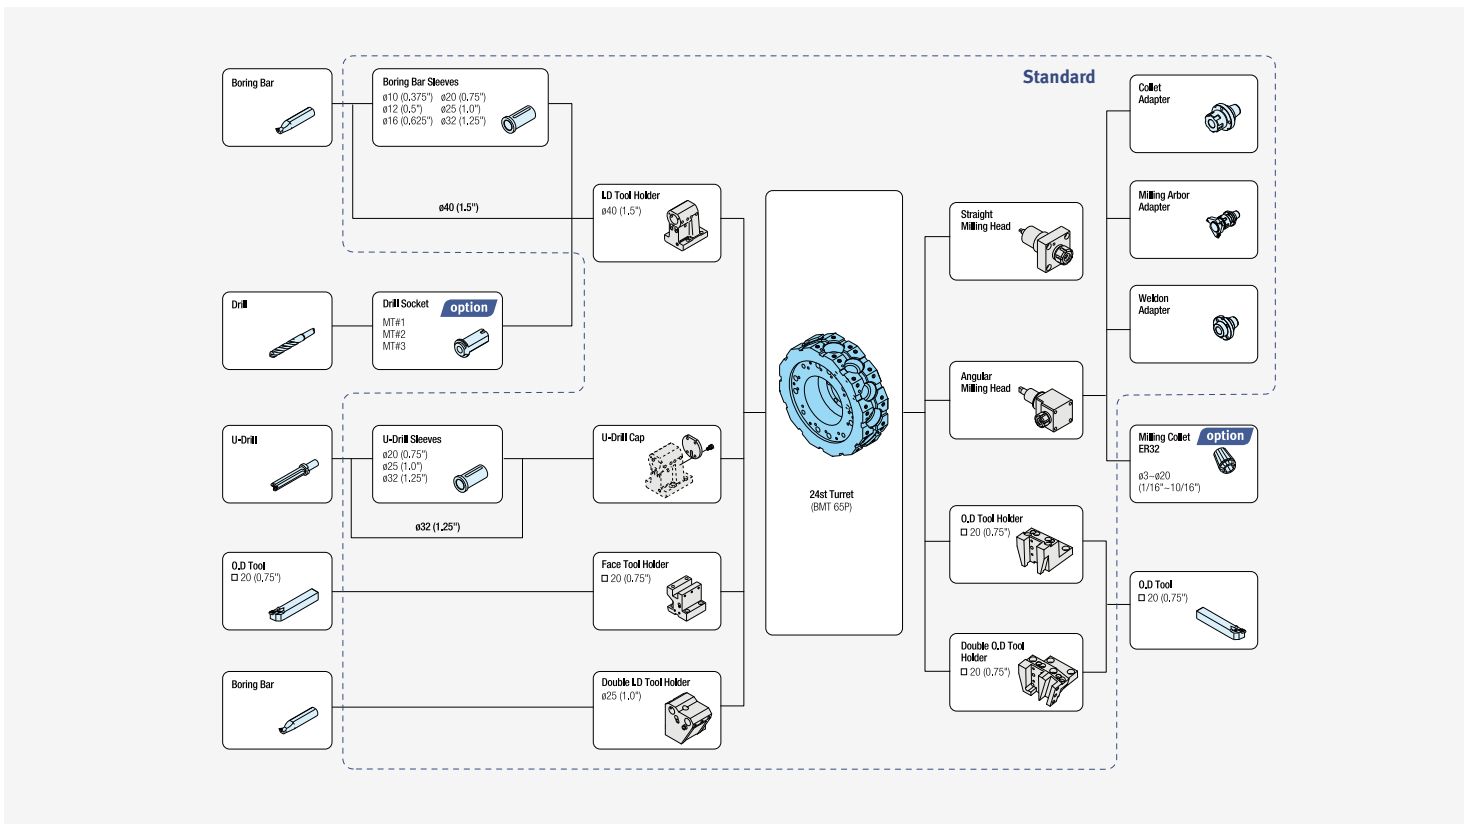 Standard
Boring Bar
Boring Bar Sleeves
ø10 (0.375") ø20 (0.75")
ø12 (0.5") ø25 (1.0")
ø16 (0.625") ø32 (1.25")
ø40 (1.5")
I.D Tool Holder
ø40 (1.5")
Drill
Drill Socket
option
MT#1
MT#2
MT#3
U-Drill
U-Drill Sleeves
ø20 (0.75")
ø25 (1.0")
ø32 (1.25")
ø32 (1.25")
U-Drill Cap
O.D Tool
□ 20 (0.75")
Face Tool Holder
□ 20 (0.75")
Boring Bar
Double I.D Tool Holder
ø25 (1.0")
24st Turret
(BMT 65P)
Straight
Milling Head
Angular
Milling Head
O.D Tool Holder
□ 20 (0.75")
Double O.D Tool
Holder
□ 20 (0.75")
Collet
Adapter
Milling Arbor
Adapter
Weldon
Adapter
Milling Collet
ER32
option
ø3~ø20
(1/16"~10/16")
O.D Tool
□ 20 (0.75")